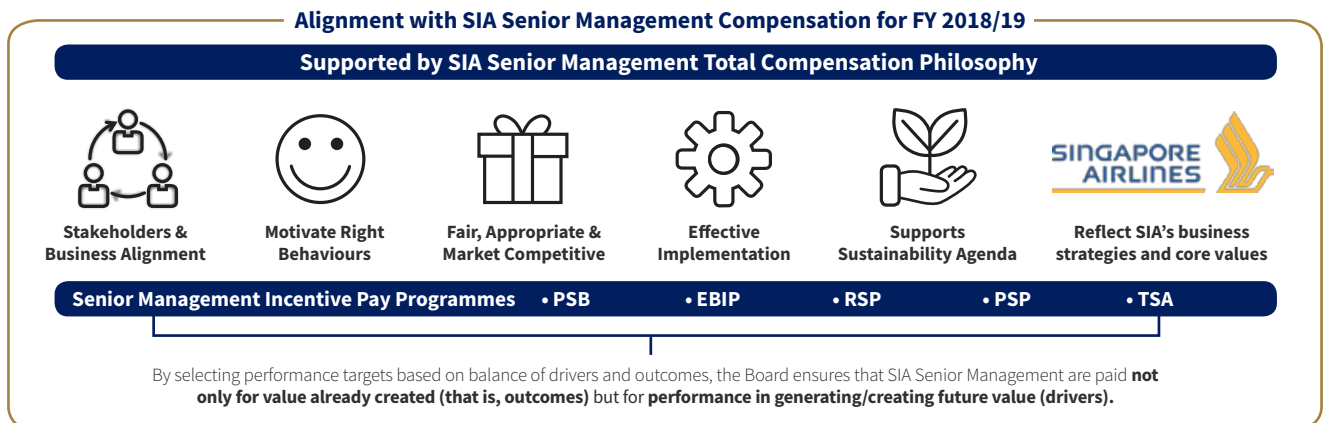 Alignment with SIA Senior Management Compensation for FY 2018/19
Supported by SIA Senior Management Total Compensation Philosophy
SINGAPORE
AIRLINES
Stakeholders &
Business Alignment
Motivate Right
Behaviours
Fair, Appropriate &
Market Competitive
Effective
Implementation
Supports
Sustainability Agenda
Reflect SIA's business
strategies and core values
Senior Management Incentive Pay Programmes • PSB • EBIP • RSP • PSP • TSA
By selecting performance targets based on balance of drivers and outcomes, the Board ensures that SIA Senior Management are paid not
only for value already created (that is, outcomes) but for performance in generating/creating future value (drivers).